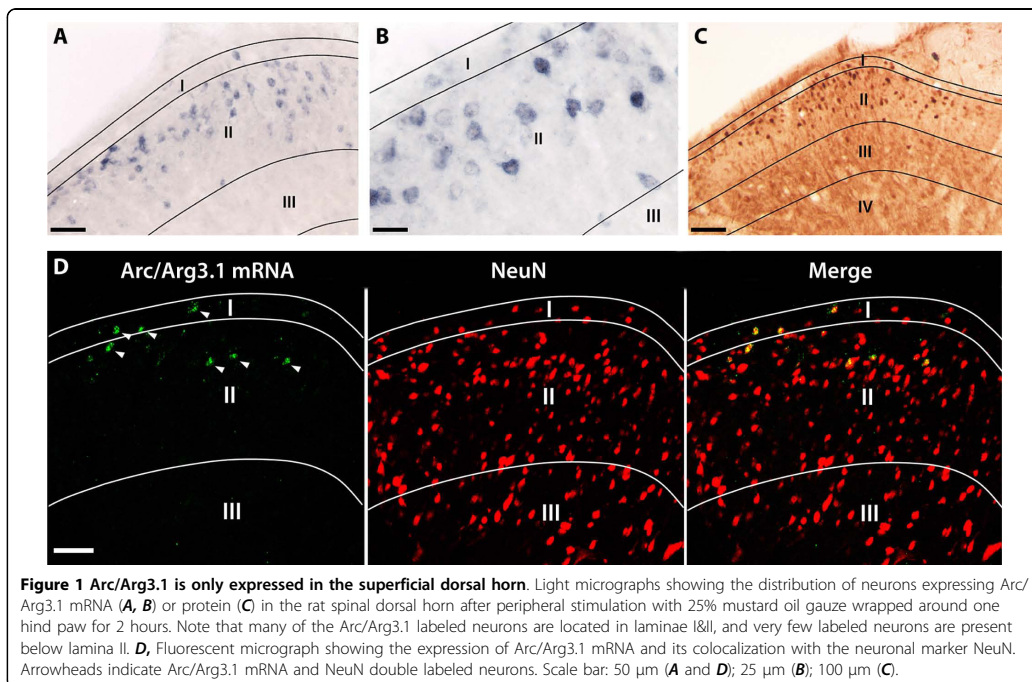 A
B
C
I
II
III
I
II
III
I
II
III
IV
D
Arc/Arg3.1 mRNA
NeuN
Merge
I
II
III
I
II
III
I
II
III
Figure 1 Arc/Arg3.1 is only expressed in the superficial dorsal horn. Light micrographs showing the distribution of neurons expressing Arc/
Arg3.1 mRNA (A, B) or protein (C) in the rat spinal dorsal horn after peripheral stimulation with 25% mustard oil gauze wrapped around one
hind paw for 2 hours. Note that many of the Arc/Arg3.1 labeled neurons are located in laminae I&II, and very few labeled neurons are present
below lamina II. D, Fluorescent micrograph showing the expression of Arc/Arg3.1 mRNA and its colocalization with the neuronal marker NeuN.
Arrowheads indicate Arc/Arg3.1 mRNA and NeuN double labeled neurons. Scale bar: 50 μm (A and D); 25 μm (B); 100 μm (C).